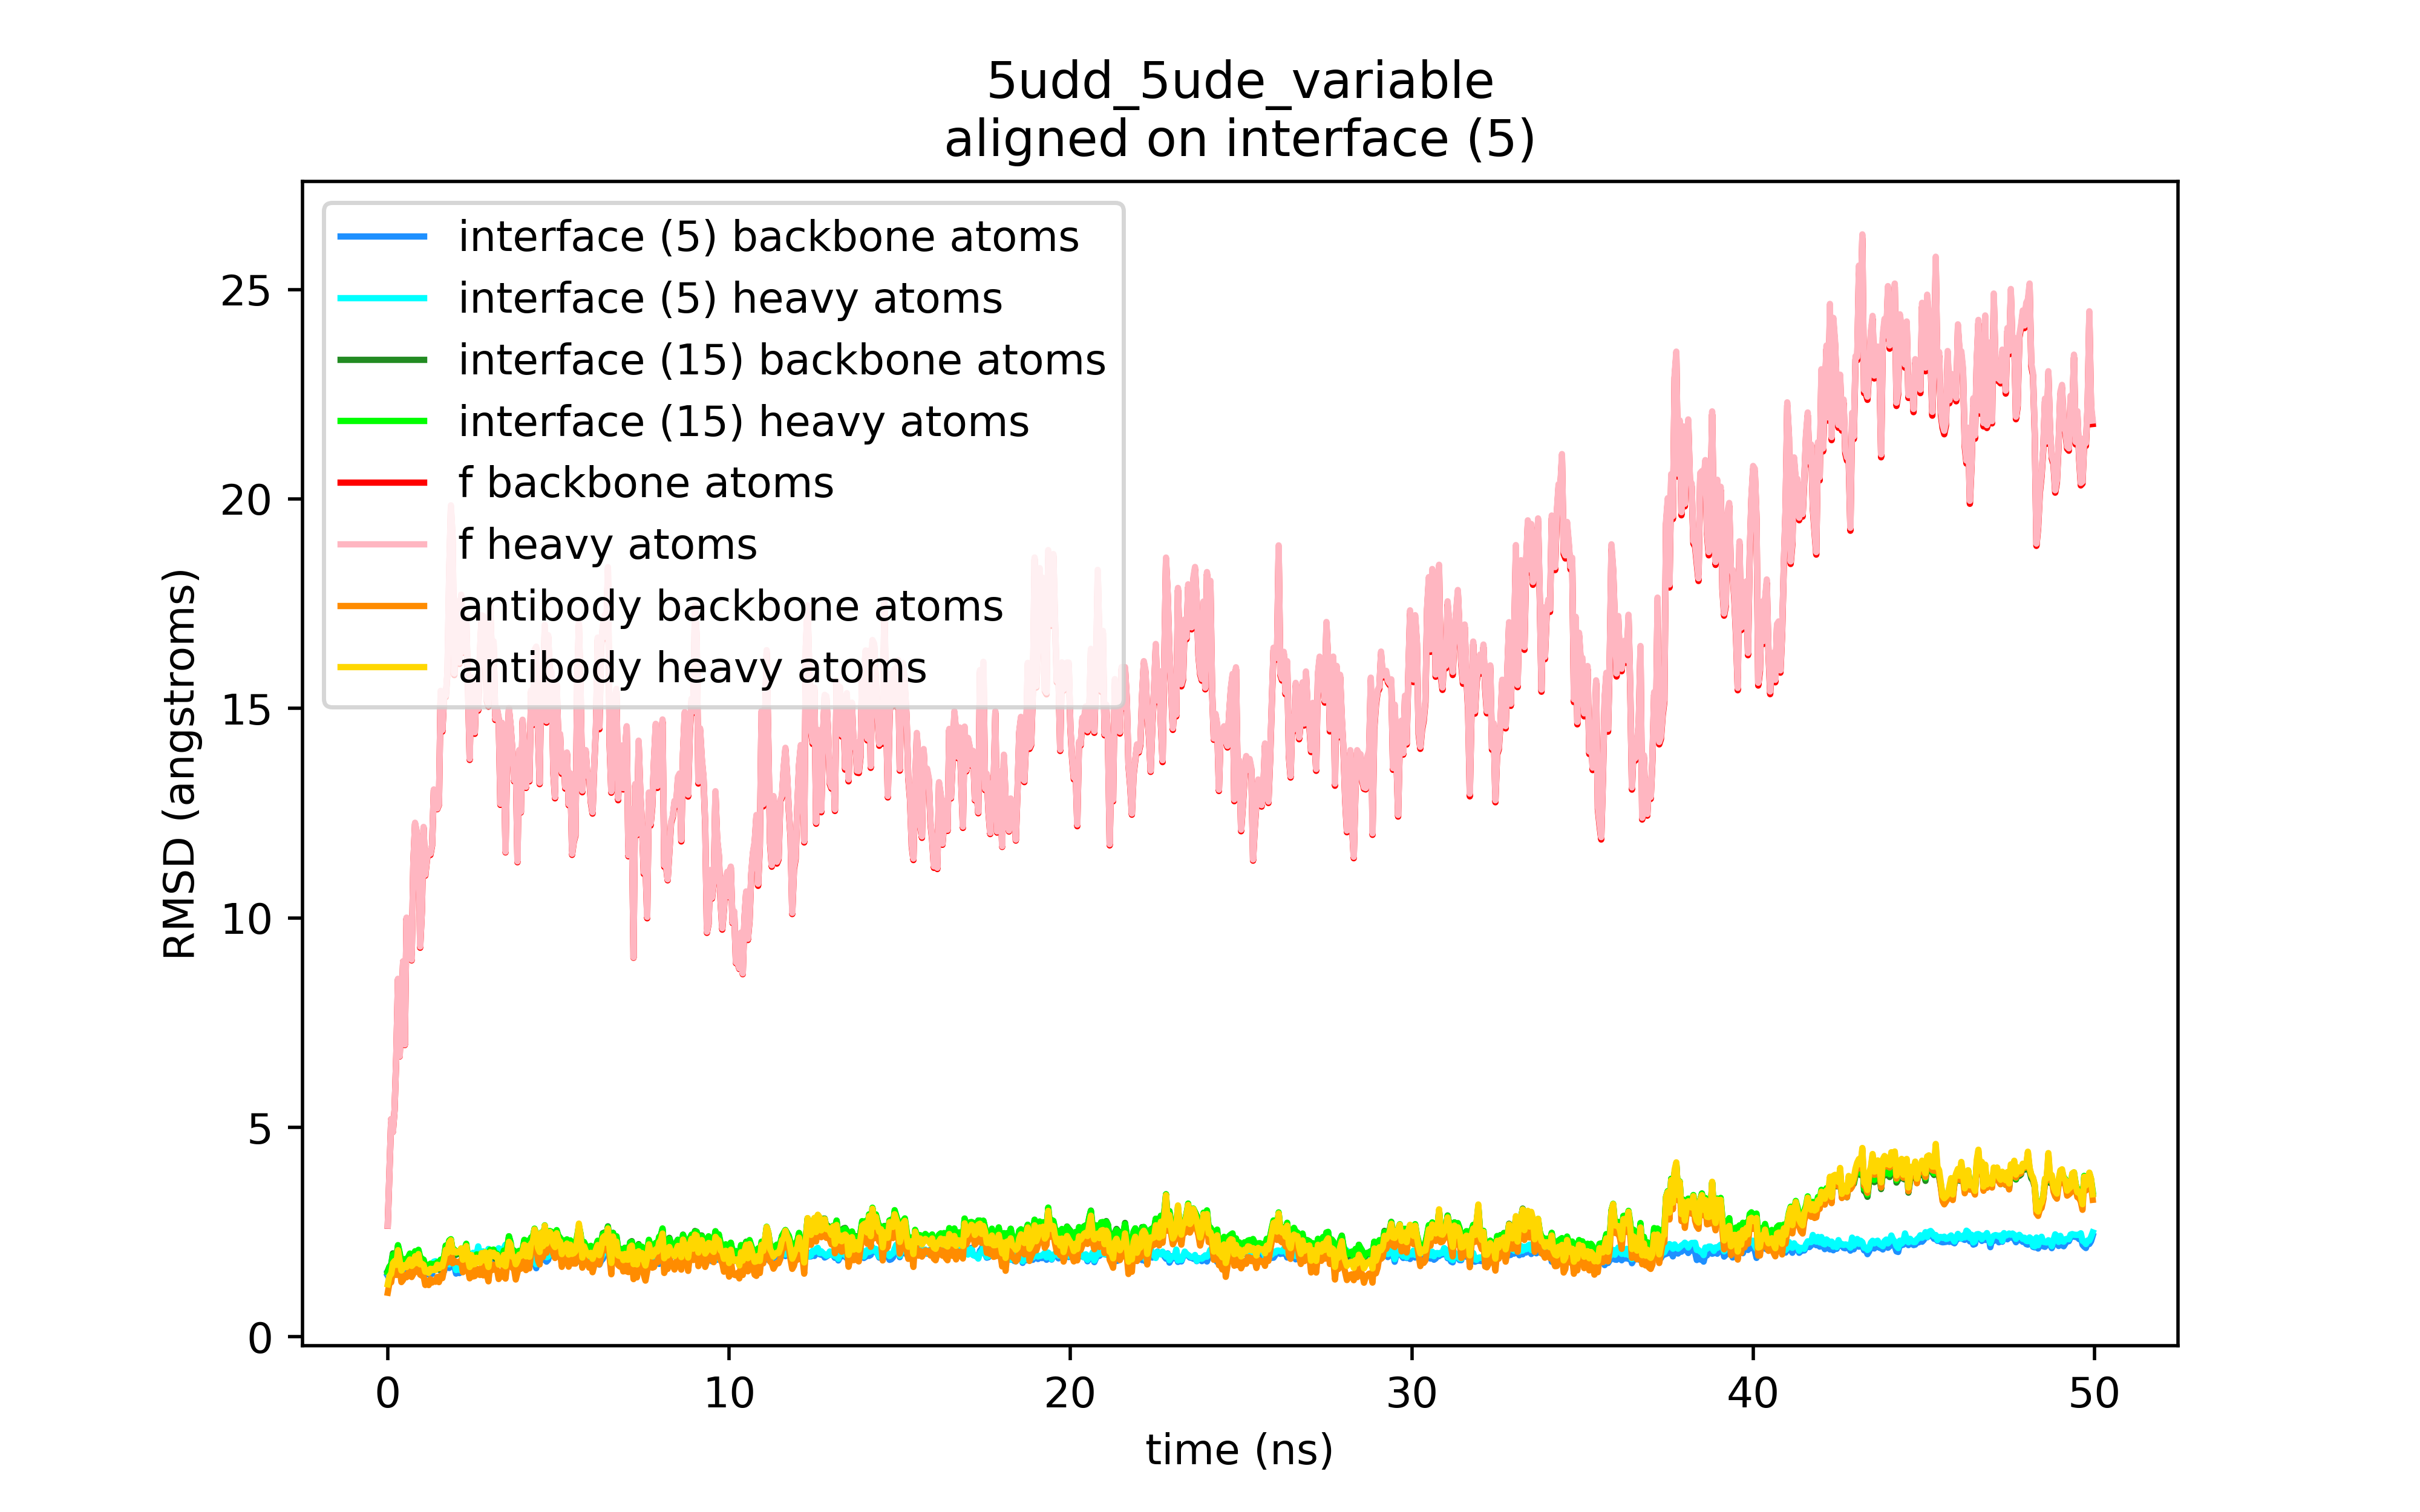 5udd_5ude_variable
aligned on interface (5)
interface (5) backbone atoms
interface (5) heavy atoms
interface (15) backbone atoms
interface (15) heavy atoms
f backbone atoms
f heavy atoms
antibody backbone atoms
antibody heavy atoms
RMSD (angstroms)
25
20
15
10
5
0
0 10 20 30 40 50
time (ns)